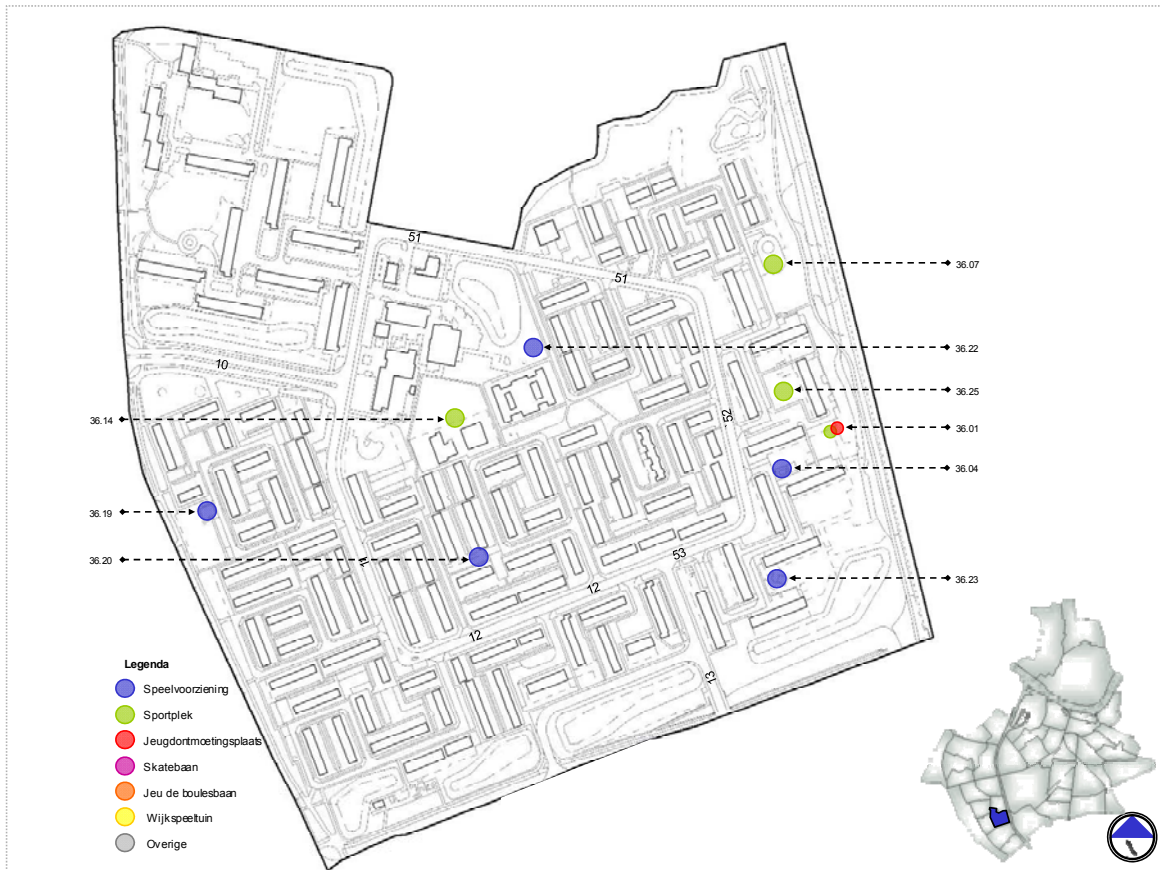 51
51
36.07
10
36.22
36.25
52
36.14
36.01
36.04
36.19
11
36.20
53
12
36.23
12
13
Legenda
Speelvoorziening
Sportplek
Jeugdontmoetingsplaats
Skatebaan
Jeu de boulesbaan
Wijkspeeltuin
Overige